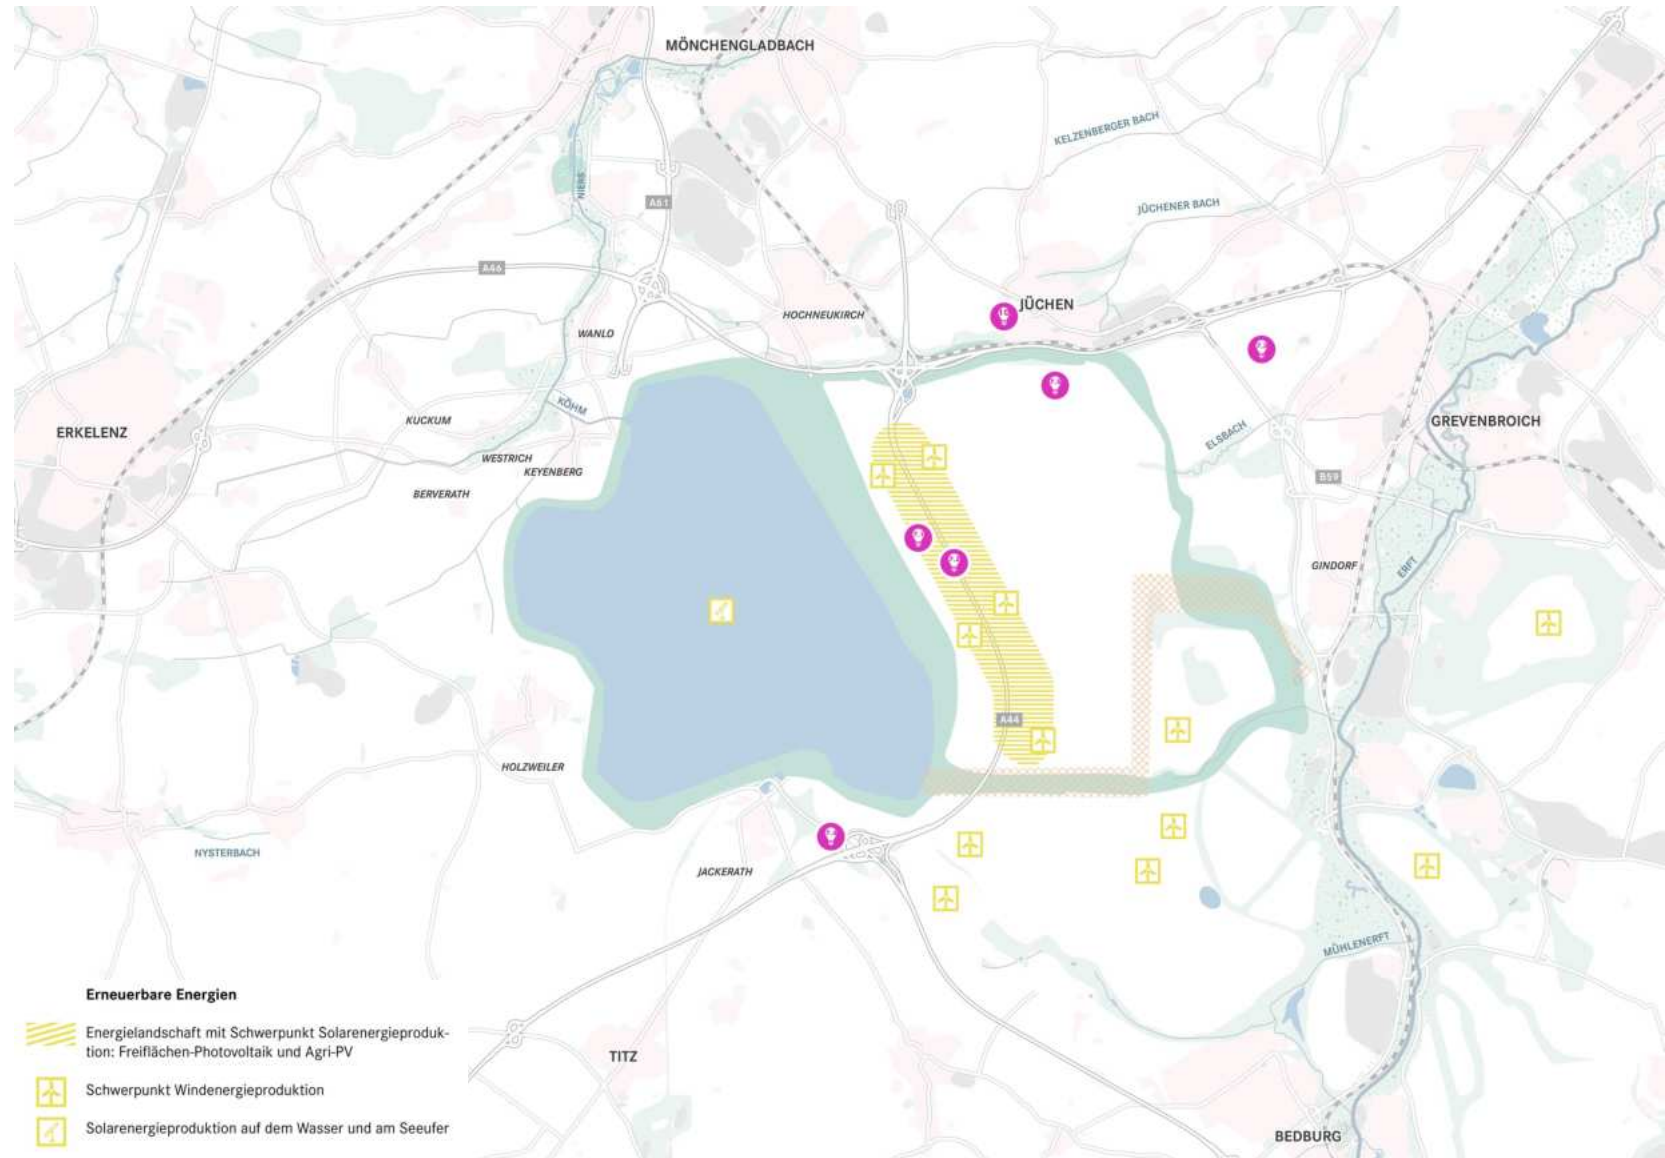 MÖNCHENGLADBACH
KELZENBERGER BACH
NIERS
A61
JÜCHENER BACH
A46
JÜCHEN
HOCHNEUKIRCH
WANLO
KÖHM
KUCKUM
ERKELENZ
GREVENBROICH
ELSBACH
WESTRICH
KEYENBERG
B59
BERVERATH
GINDORF
ERFT
A44
HOLZWEILER
NYSTERBACH
JACKERATH
MÜHLENERFT
Erneuerbare Energien
Energielandschaft mit Schwerpunkt Solarenergieproduk-
tion: Freiflächen-Photovoltaik und Agri-PV
TITZ
Schwerpunkt Windenergieproduktion
Solarenergieproduktion auf dem Wasser und am Seeufer
BEDBURG